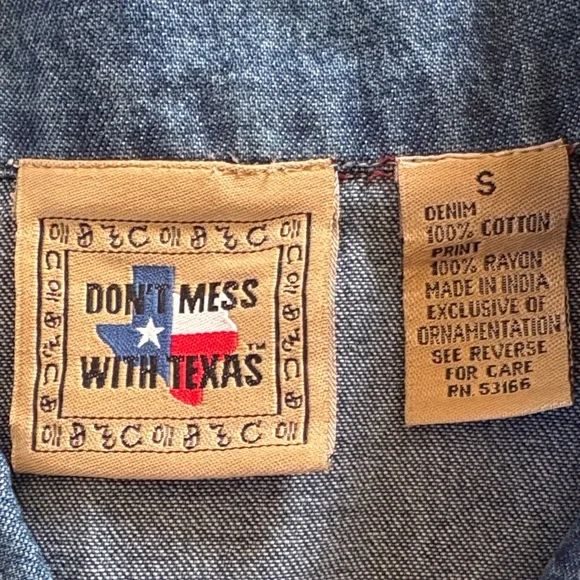 DON'T MESS
WITH TEXAS™
S
DENIM
100% COTTON
PRINT
100% RAYON
MADE IN INDIA
EXCLUSIVE OF
ORNAMENTATION
SEE REVERSE
FOR CARE
RN. 53166